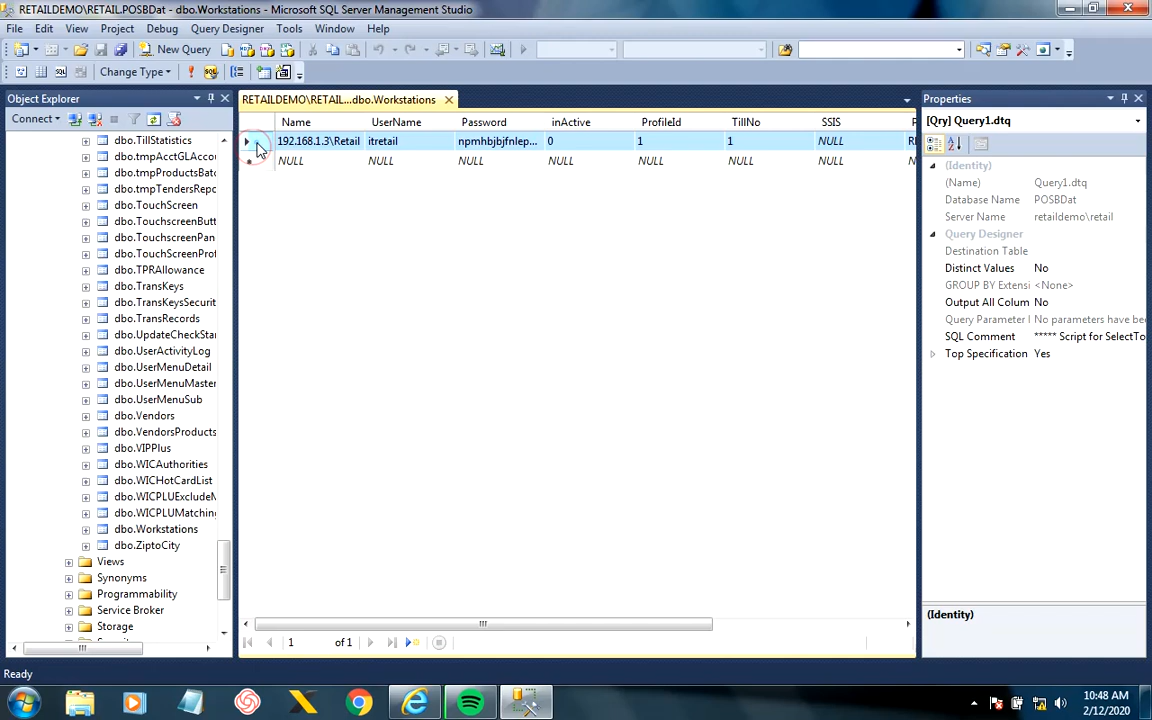 RETAILDEMO\RETAIL.POSBDat - dbo.Workstations - Microsoft SQL Server Management Studio
File Edit View Project Debug Query Designer Tools Window Help
New Query
Change Type
Object Explorer
Connect
dbo.TillStatistics
dbo.tmpAcctGLAccou
dbo.tmpProductsBatc
dbo.tmpTendersRepo
dbo.TouchScreen
dbo.TouchscreenButt
dbo.TouchscreenPan
dbo.TouchScreenProf
dbo.TPRAllowance
dbo.TransKeys
dbo.TransKeysSecurit
dbo.TransRecords
dbo.UpdateCheckStat
dbo.UserActivityLog
dbo.UserMenuDetail
dbo.UserMenuMaster
dbo.UserMenuSub
dbo.Vendors
dbo.VendorsProducts
dbo.VIPPlus
dbo.WICAuthorities
dbo.WICHotCardList
dbo.WICPLUExcludeM
dbo.WICPLUMatching
dbo.Workstations
dbo.ZiptoCity
Views
Synonyms
Programmability
Service Broker
Storage
RETAILDEMO\RETAIL...dbo.Workstations
Name UserName Password inActive ProfileId TillNo SSIS
192.168.1.3\Retail itretail npmhbjbjfnlep... 0 1 1 NULL
NULL NULL NULL NULL NULL NULL NULL
1 of 1
Properties
[Qry] Query1.dtq
(Identity)
(Name) Query1.dtq
Database Name POSBDat
Server Name retaildemo\retail
Query Designer
Destination Table
Distinct Values No
GROUP BY Extensi <None>
Output All Colum No
Query Parameter I No parameters have bee
SQL Comment ***** Script for SelectTo
Top Specification Yes
(Identity)
Ready
10:48 AM
2/12/2020